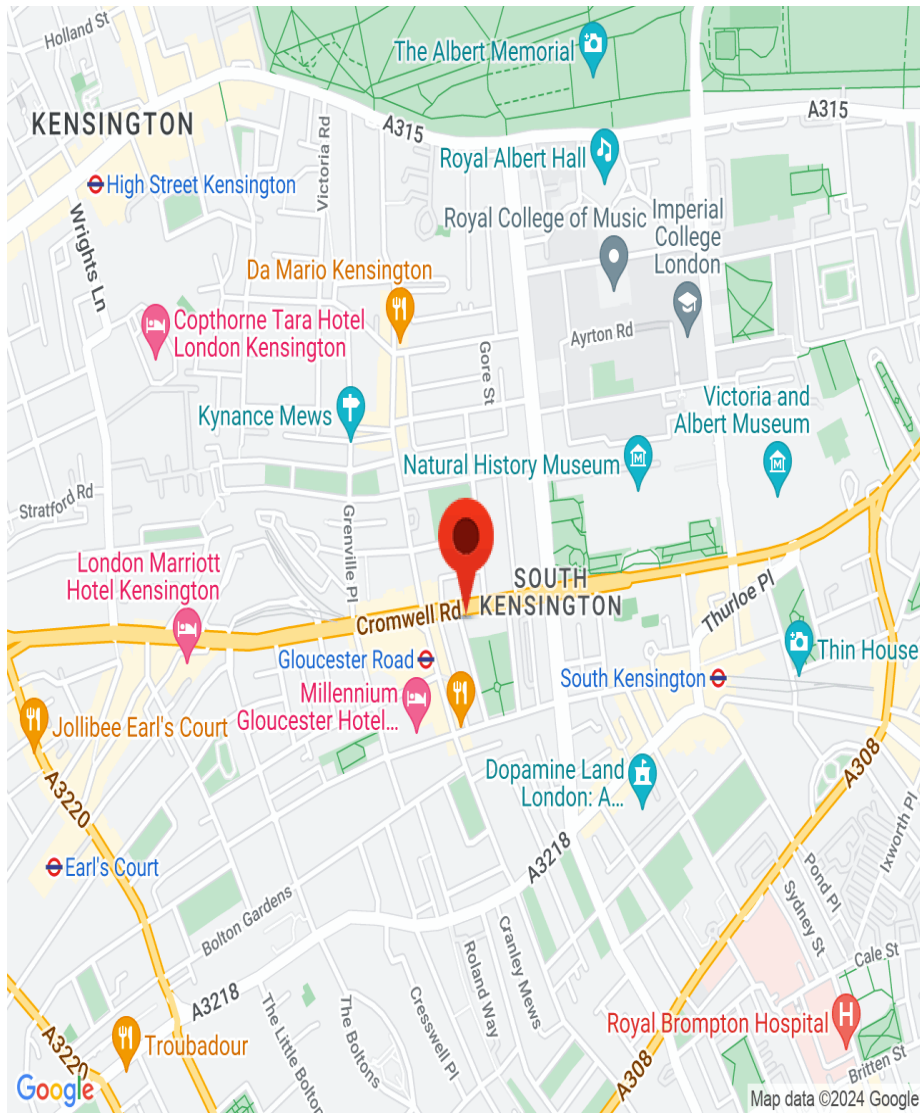 Holland St
The Albert Memorial
KENSINGTON
A315
A315
Victoria Rd
Royal Albert Hall
High Street Kensington
Wrights Ln
Royal College of Music
Imperial
College
London
Da Mario Kensington
Copthorne Tara Hotel
London Kensington
Ayrton Rd
Gore St
Kynance Mews
Victoria and
Albert Museum
Natural History Museum
Stratford Rd
Grenville Pl
London Marriott
Hotel Kensington
SOUTH
KENSINGTON
Cromwell Rd
Thurloe Pl
Thin House
Gloucester Road
South Kensington
Millennium
Gloucester Hotel...
Jollibee Earl's Court
A308
Dopamine Land
London: A...
A3220
A3218
Earl's Court
Ixworth Pl
Pond Pl
Sydney St
Bolton Gardens
Cranley Mews
Roland Way
Cale St
A3218
The Little Bolton
The Boltons
Cresswell Pl
Royal Brompton Hospital
H
Troubadour
A3220
A308
Britten St
Google
Map data ©2024 Google